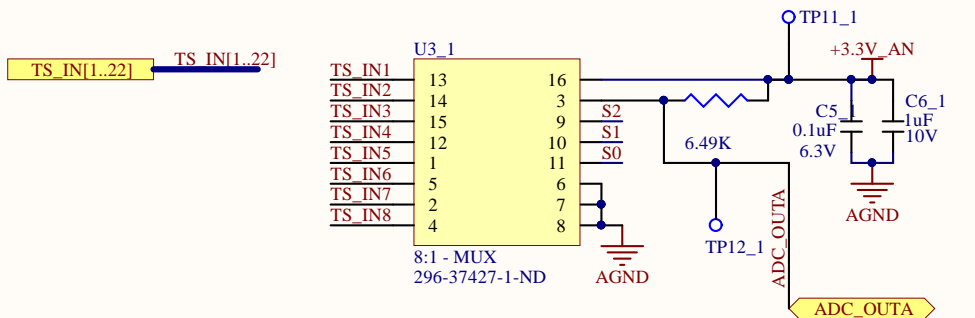 TP11_1
TS_IN[1..22]
TS_IN[1..22]
U3_1
+3.3V_AN
TS_IN1 13 16
TS_IN2 14 3
TS_IN3 15 9 S2
TS_IN4 12 10 S1
TS_IN5 1 11 S0
TS_IN6 5 6
TS_IN7 2 7
TS_IN8 4 8
6.49K
C5_1
0.1uF
6.3V
C6_1
1uF
10V
AGND
TP12_1
ADC_OUTA
8:1 - MUX
296-37427-1-ND
AGND
ADC_OUTA